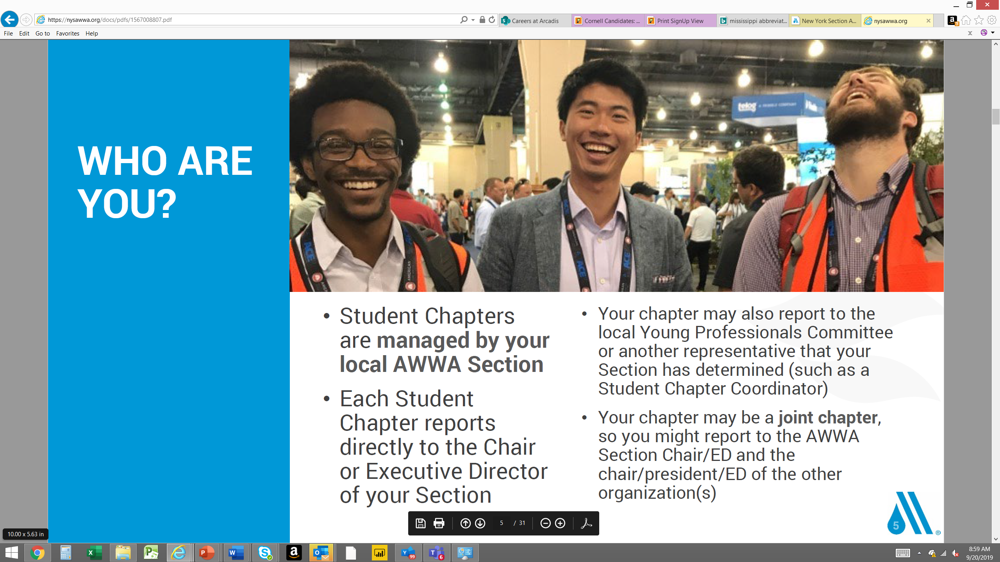 https://nysawwa.org/docs/pdfs/1567008807.pdf
Careers at Arcadis
Cornell Candidates: ...
Print SignUp View
mississippi abbreviat...
New York Section A...
nysawwa.org
File Edit Go to Favorites Help
WHO ARE
YOU?
telog
ACE
AMERICAN
ACE
ACE
• Student Chapters
are managed by your
local AWWA Section
• Each Student
Chapter reports
directly to the Chair
or Executive Director
of your Section
• Your chapter may also report to the
local Young Professionals Committee
or another representative that your
Section has determined (such as a
Student Chapter Coordinator)
• Your chapter may be a joint chapter,
so you might report to the AWWA
Section Chair/ED and the
chair/president/ED of the other
organization(s)
5
®
5 / 31
10.00 x 5.63 in
99
6
8:59 AM
9/20/2019